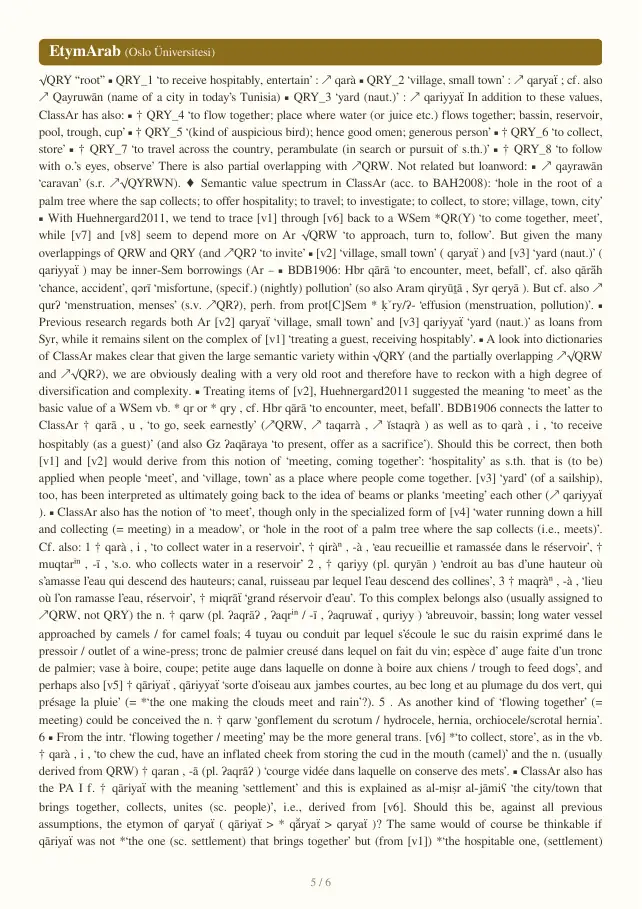 EtymArab (Oslo Üniversitesi)
√QRY “root” ▪ QRY_1 ‘to receive hospitably, entertain’ : ↗ qarà ▪ QRY_2 ‘village, small town’ : ↗ qaryaẗ ; cf. also
↗ Qayruwān (name of a city in today’s Tunisia) ▪ QRY_3 ‘yard (naut.)’ : ↗ qariyyaẗ In addition to these values,
ClassAr has also: ▪ † QRY_4 ‘to flow together; place where water (or juice etc.) flows together; bassin, reservoir,
pool, trough, cup’ ▪ † QRY_5 ‘(kind of auspicious bird); hence good omen; generous person’ ▪ † QRY_6 ‘to collect,
store’ ▪ † QRY_7 ‘to travel across the country, perambulate (in search or pursuit of s.th.)’ ▪ † QRY_8 ‘to follow
with o.’s eyes, observe’ There is also partial overlapping with ↗QRW. Not related but loanword: ▪ ↗ qayrawān
‘caravan’ (s.r. ↗√QYRWN). ♦ Semantic value spectrum in ClassAr (acc. to BAH2008): ‘hole in the root of a
palm tree where the sap collects; to offer hospitality; to travel; to investigate; to collect, to store; village, town, city’
▪ With Huehnergard2011, we tend to trace [v1] through [v6] back to a WSem *QR(Y) ‘to come together, meet’,
while [v7] and [v8] seem to depend more on Ar √QRW ‘to approach, turn to, follow’. But given the many
overlappings of QRW and QRY (and ↗QRʔ ‘to invite’ ▪ [v2] ‘village, small town’ ( qaryaẗ ) and [v3] ‘yard (naut.)’ (
qariyyaẗ ) may be inner-Sem borrowings (Ar – ▪ BDB1906: Hbr qārā ‘to encounter, meet, befall’, cf. also qārǟh
‘chance, accident’, qərī ‘misfortune, (specif.) (nightly) pollution’ (so also Aram qiryūṯā , Syr qeryā ). But cf. also ↗
qurʔ ‘menstruation, menses’ (s.v. ↗QRʔ), perh. from prot[C]Sem * ḳˇry/ʔ- ‘effusion (menstruation, pollution)’. ▪
Previous research regards both Ar [v2] qaryaẗ ‘village, small town’ and [v3] qariyyaẗ ‘yard (naut.)’ as loans from
Syr, while it remains silent on the complex of [v1] ‘treating a guest, receiving hospitably’. ▪ A look into dictionaries
of ClassAr makes clear that given the large semantic variety within √QRY (and the partially overlapping ↗√QRW
and ↗√QRʔ), we are obviously dealing with a very old root and therefore have to reckon with a high degree of
diversification and complexity. ▪ Treating items of [v2], Huehnergard2011 suggested the meaning ‘to meet’ as the
basic value of a WSem vb. * qr or * qry , cf. Hbr qārā ‘to encounter, meet, befall’. BDB1906 connects the latter to
ClassAr † qarā , u , ‘to go, seek earnestly’ (↗QRW, ↗ taqarrà , ↗ ĭstaqrà ) as well as to qarà , i , ‘to receive
hospitably (as a guest)’ (and also Gz ʔaqāraya ‘to present, offer as a sacrifice’). Should this be correct, then both
[v1] and [v2] would derive from this notion of ‘meeting, coming together’: ‘hospitality’ as s.th. that is (to be)
applied when people ‘meet’, and ‘village, town’ as a place where people come together. [v3] ‘yard’ (of a sailship),
too, has been interpreted as ultimately going back to the idea of beams or planks ‘meeting’ each other (↗ qariyyaẗ
). ▪ ClassAr also has the notion of ‘to meet’, though only in the specialized form of [v4] ‘water running down a hill
and collecting (= meeting) in a meadow’, or ‘hole in the root of a palm tree where the sap collects (i.e., meets)’.
Cf. also: 1 † qarà , i , ‘to collect water in a reservoir’, † qiràⁿ , -à , ‘eau recueillie et ramassée dans le réservoir’, †
muqtarⁱⁿ , -ī , ‘s.o. who collects water in a reservoir’ 2 , † qariyy (pl. quryān ) ‘endroit au bas d’une hauteur où
s’amasse l’eau qui descend des hauteurs; canal, ruisseau par lequel l’eau descend des collines’, 3 † maqràⁿ , -à , ‘lieu
où l’on ramasse l’eau, réservoir’, † miqrāï ‘grand réservoir d’eau’. To this complex belongs also (usually assigned to
↗QRW, not QRY) the n. † qarw (pl. ʔaqrāʔ , ʔaqrⁱⁿ / -ī , ʔaqruwaẗ , quriyy ) ‘abreuvoir, bassin; long water vessel
approached by camels / for camel foals; 4 tuyau ou conduit par lequel s’écoule le suc du raisin exprimé dans le
pressoir / outlet of a wine-press; tronc de palmier creusé dans lequel on fait du vin; espèce d’ auge faite d’un tronc
de palmier; vase à boire, coupe; petite auge dans laquelle on donne à boire aux chiens / trough to feed dogs’, and
perhaps also [v5] † qāriyaẗ , qāriyyaẗ ‘sorte d’oiseau aux jambes courtes, au bec long et au plumage du dos vert, qui
présage la pluie’ (= *‘the one making the clouds meet and rain’?). 5 . As another kind of ‘flowing together’ (=
meeting) could be conceived the n. † qarw ‘gonflement du scrotum / hydrocele, hernia, orchiocele/scrotal hernia’.
6 ▪ From the intr. ‘flowing together / meeting’ may be the more general trans. [v6] *‘to collect, store’, as in the vb.
† qarà , i , ‘to chew the cud, have an inflated cheek from storing the cud in the mouth (camel)’ and the n. (usually
derived from QRW) † qaran , -ā (pl. ʔaqrāʔ ) ‘courge vidée dans laquelle on conserve des mets’. ▪ ClassAr also has
the PA I f. † qāriyaẗ with the meaning ‘settlement’ and this is explained as al-miṣr al-jāmiʕ ‘the city/town that
brings together, collects, unites (sc. people)’, i.e., derived from [v6]. Should this be, against all previous
assumptions, the etymon of qaryaẗ ( qāriyaẗ > * qā̆ryaẗ > qaryaẗ )? The same would of course be thinkable if
qāriyaẗ was not *‘the one (sc. settlement) that brings together’ but (from [v1]) *‘the hospitable one, (settlement)
5 / 6